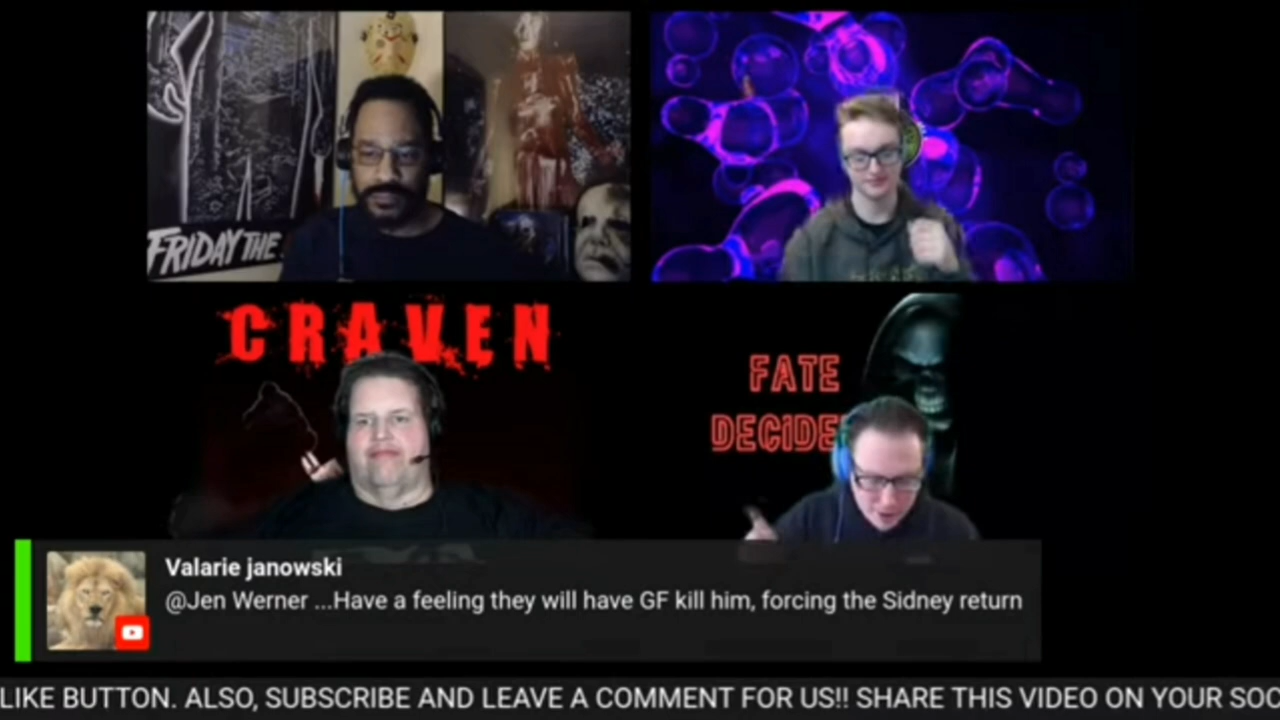 FRIDAY THE
CRAVEN
FATE
DECIDE
Valarie janowski
@Jen Werner ...Have a feeling they will have GF kill him, forcing the Sidney return
LIKE BUTTON. ALSO, SUBSCRIBE AND LEAVE A COMMENT FOR US!! SHARE THIS VIDEO ON YOUR SOC